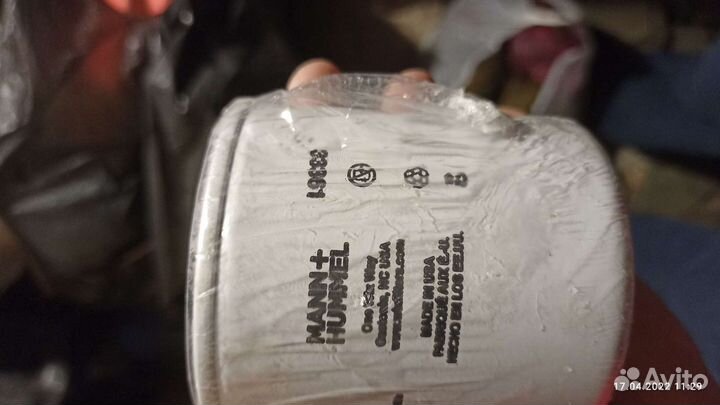 MANN+
HUMMEL
One Wix Way
Gastonia, NC USA
www.wixfilters.com
MADE IN USA
FABRIQUÉ AUX É.-U.
HECHO EN LOS EE.UU.
17.04.2022 11:29
Avito